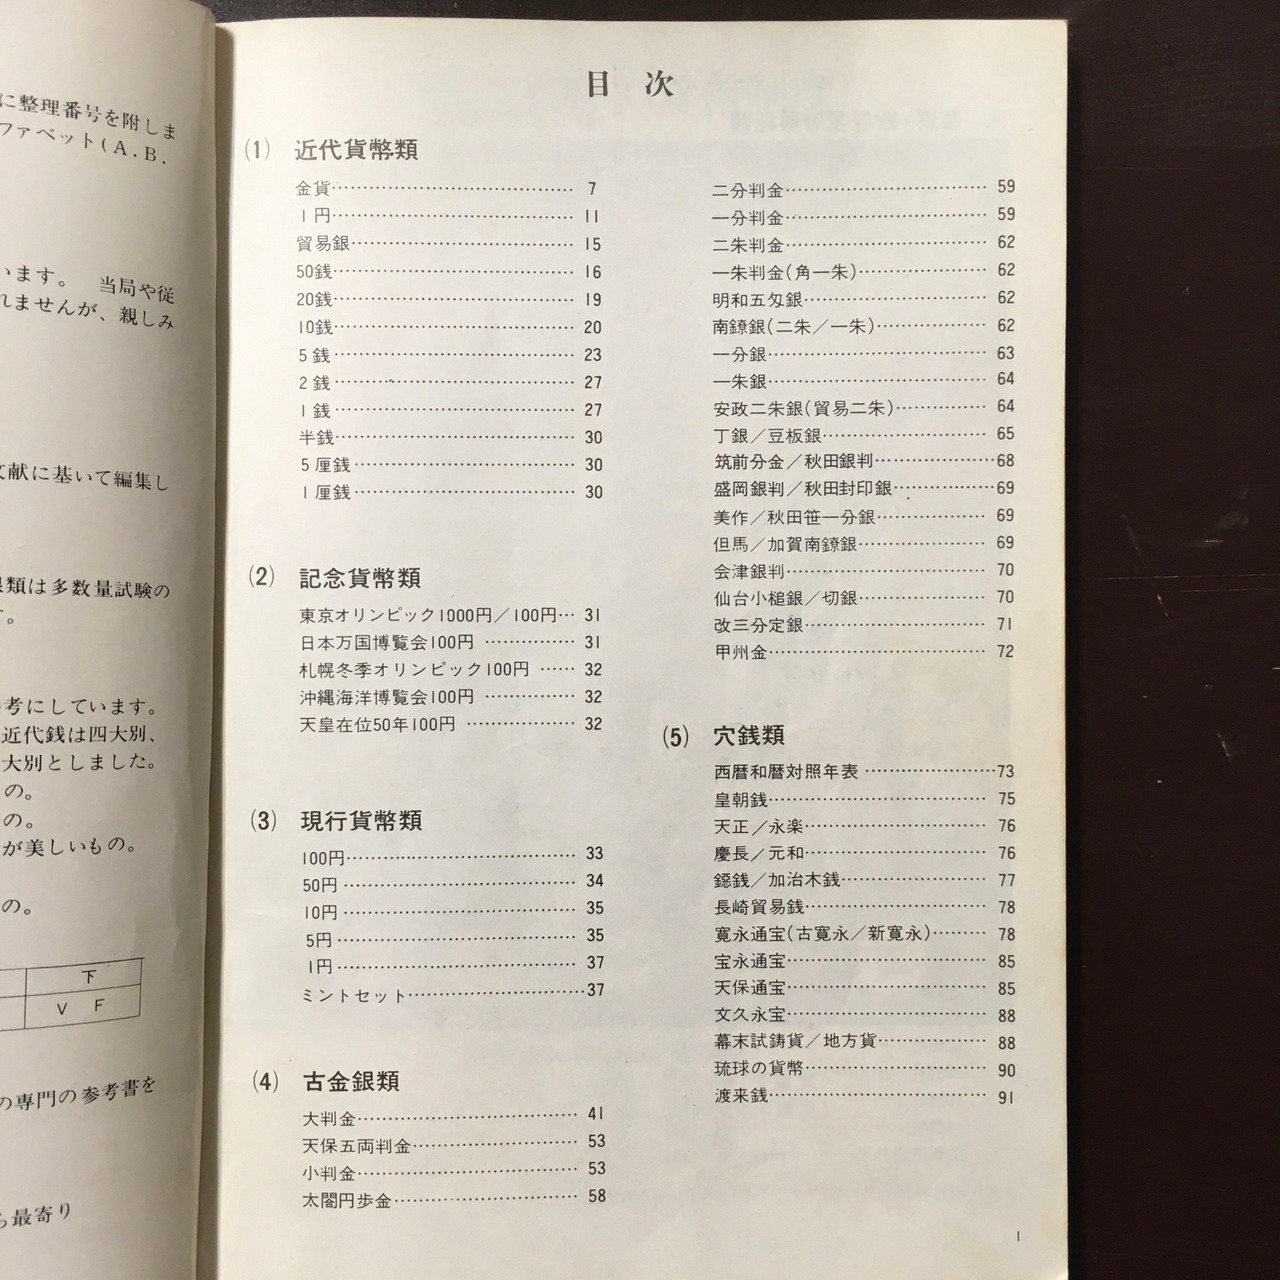 に整理番号を附しま
ファベット(A.B.
います。 当局や従
れませんが、親しみ
文献に基いて編集し
銀類は多数量試験の
す。
参考にしています。
近代銭は四大別、
大別としました。
もの。
の。
が美しいもの。
の。
下
V F
の専門の参考書を
ら最寄り
目次
(1) 近代貨幣類
金貨…………………………… 7
1円…………………………… 11
貿易銀…………………………… 15
50銭…………………………… 16
20銭…………………………… 19
10銭…………………………… 20
5銭…………………………… 23
2銭…………………………… 27
1銭…………………………… 27
半銭…………………………… 30
5厘銭…………………………… 30
1厘銭…………………………… 30
(2) 記念貨幣類
東京オリンピック1000円／100円… 31
日本万国博覧会100円 …………… 31
札幌冬季オリンピック100円 …… 32
沖縄海洋博覧会100円 …………… 32
天皇在位50年100円 ……………… 32
(3) 現行貨幣類
100円…………………………… 33
50円 …………………………… 34
10円 …………………………… 35
5円…………………………… 35
1円…………………………… 37
ミントセット…………………………37
(4) 古金銀類
大判金…………………………… 41
天保五両判金…………………… 53
小判金…………………………… 53
太閤円歩金……………………… 58
二分判金………………………… 59
一分判金………………………… 59
二朱判金………………………… 62
一朱判金(角一朱)……………… 62
明和五匁銀……………………… 62
南鐐銀(二朱／一朱)…………… 62
一分銀…………………………… 63
一朱銀…………………………… 64
安政二朱銀(貿易二朱)………… 64
丁銀／豆板銀…………………… 65
筑前分金／秋田銀判…………… 68
盛岡銀判／秋田封印銀……………69
美作／秋田笹一分銀…………… 69
但馬／加賀南鐐銀……………… 69
会津銀判………………………… 70
仙台小槌銀／切銀……………… 70
改三分定銀……………………… 71
甲州金…………………………… 72
(5) 穴銭類
西暦和暦対照年表 …………………73
皇朝銭…………………………… 75
天正／永楽……………………… 76
慶長／元和……………………… 76
鐚銭／加治木銭………………… 77
長崎貿易銭……………………… 78
寛永通宝(古寛永／新寛永)……… 78
宝永通宝………………………… 85
天保通宝………………………… 85
文久永宝………………………… 88
幕末試鋳貨／地方貨…………… 88
琉球の貨幣……………………… 90
渡来銭…………………………… 91
1